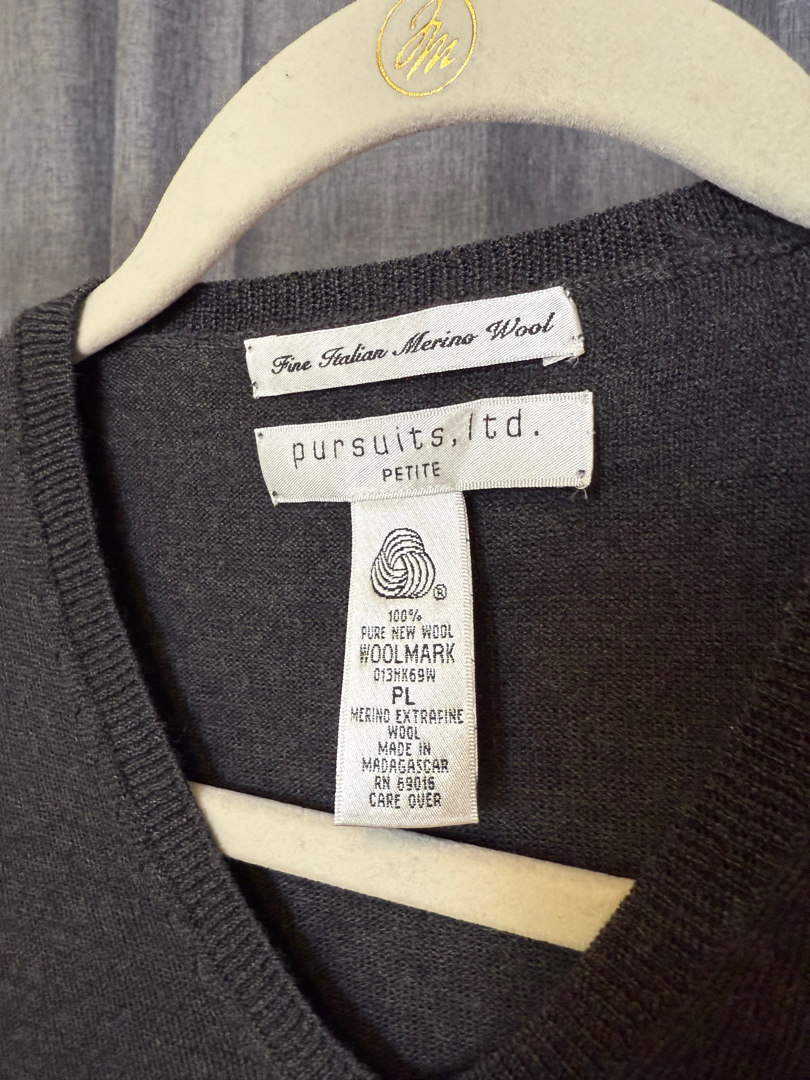 Fine Italian Merino Wool
pursuits, ltd.
PETITE
®
100%
PURE NEW WOOL
WOOLMARK
013HK69W
PL
MERINO EXTRAFINE
WOOL
MADE IN
MADAGASCAR
RN 69016
CARE OVER